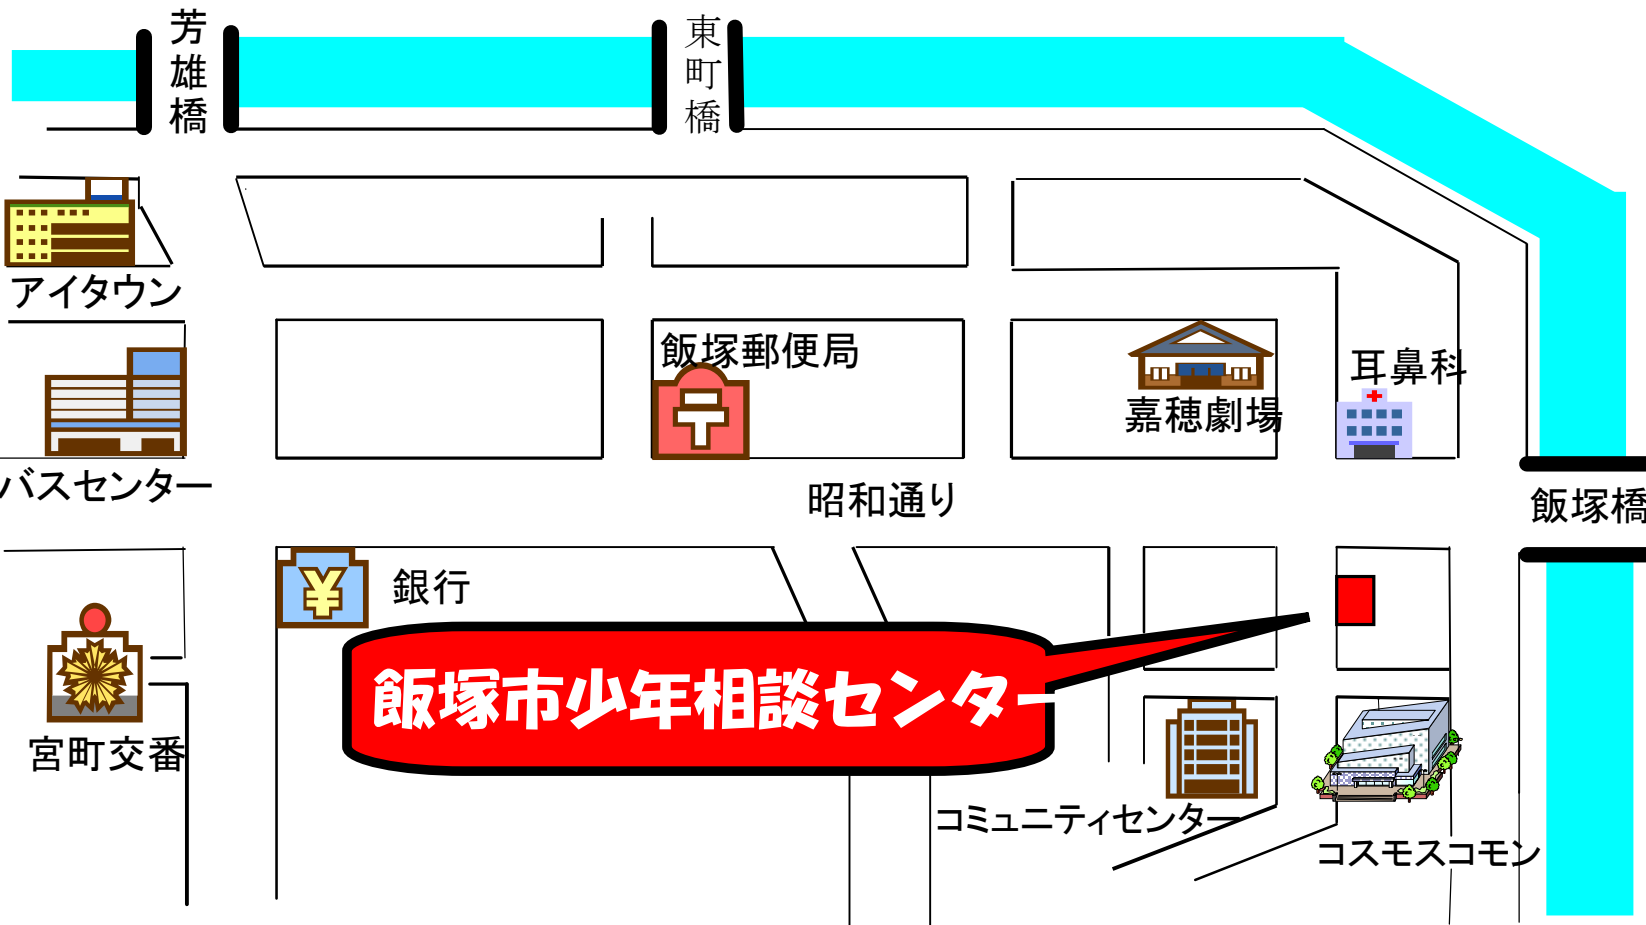 芳雄橋
東町橋
アイタウン
飯塚郵便局
耳鼻科
嘉穂劇場
バスセンター
昭和通り
飯塚橋
銀行
飯塚市少年相談センター
宮町交番
コミュニティセンター
コスモスコモン